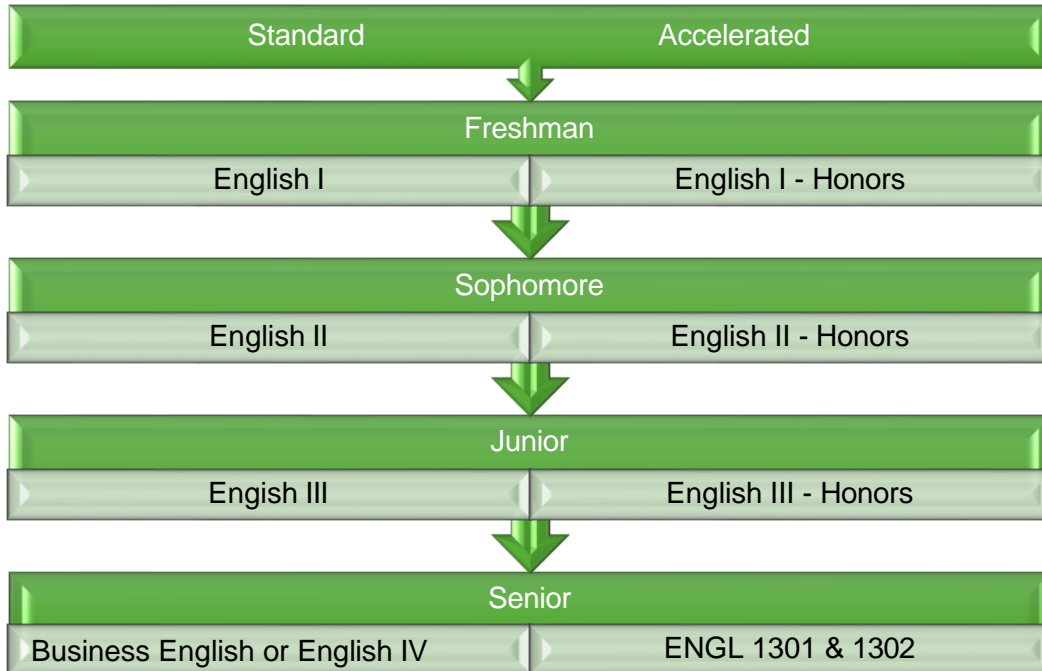 Standard Accelerated
Freshman
English I English I - Honors
Sophomore
English II English II - Honors
Junior
Engish III English III - Honors
Senior
Business English or English IV ENGL 1301 & 1302